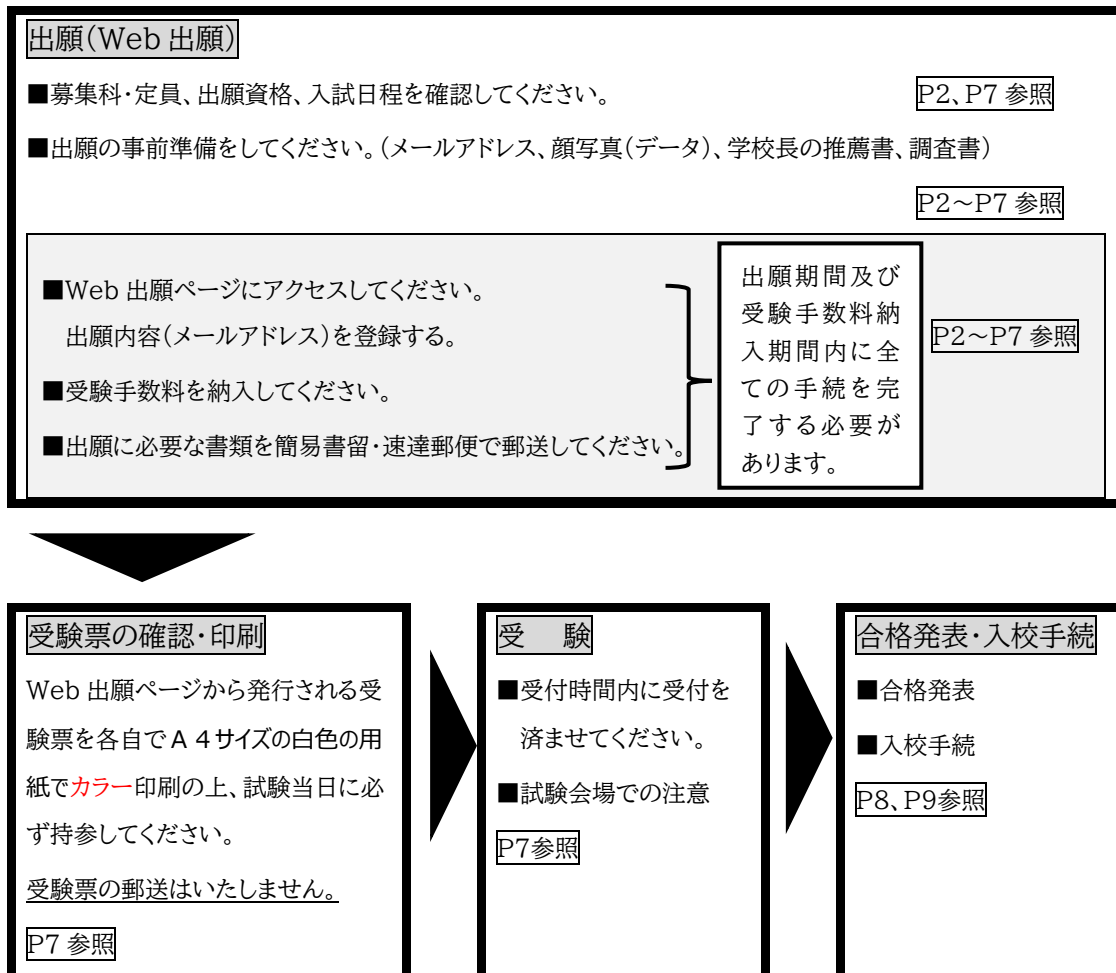 出願(Web 出願)
■募集科・定員、出願資格、入試日程を確認してください。
P2、P7 参照
■出願の事前準備をしてください。(メールアドレス、顔写真(データ)、学校長の推薦書、調査書)
P2～P7 参照
■Web 出願ページにアクセスしてください。
出願内容(メールアドレス)を登録する。
■受験手数料を納入してください。
■出願に必要な書類を簡易書留・速達郵便で郵送してください。
出願期間及び
受験手数料納
入期間内に全
ての手続を完
了する必要が
あります。
P2～P7 参照
受験票の確認・印刷
Web 出願ページから発行される受
験票を各自でA 4サイズの白色の用
紙でカラー印刷の上、試験当日に必
ず持参してください。
受験票の郵送はいたしません。
P7 参照
受　験
■受付時間内に受付を
済ませてください。
■試験会場での注意
P7参照
合格発表・入校手続
■合格発表
■入校手続
P8、P9参照